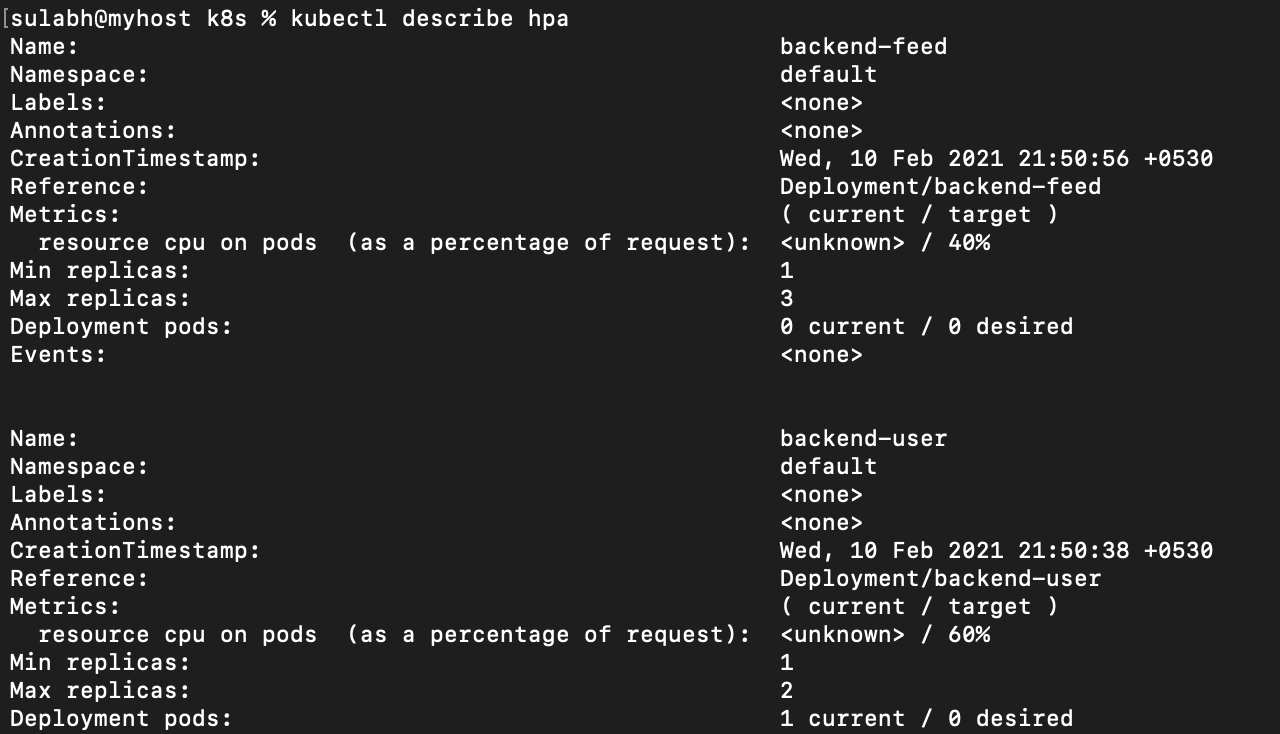 [sulabh@myhost k8s % kubectl describe hpa
Name: backend-feed
Namespace: default
Labels: <none>
Annotations: <none>
CreationTimestamp: Wed, 10 Feb 2021 21:50:56 +0530
Reference: Deployment/backend-feed
Metrics: ( current / target )
  resource cpu on pods  (as a percentage of request): <unknown> / 40%
Min replicas: 1
Max replicas: 3
Deployment pods: 0 current / 0 desired
Events: <none>
Name: backend-user
Namespace: default
Labels: <none>
Annotations: <none>
CreationTimestamp: Wed, 10 Feb 2021 21:50:38 +0530
Reference: Deployment/backend-user
Metrics: ( current / target )
  resource cpu on pods  (as a percentage of request): <unknown> / 60%
Min replicas: 1
Max replicas: 2
Deployment pods: 1 current / 0 desired